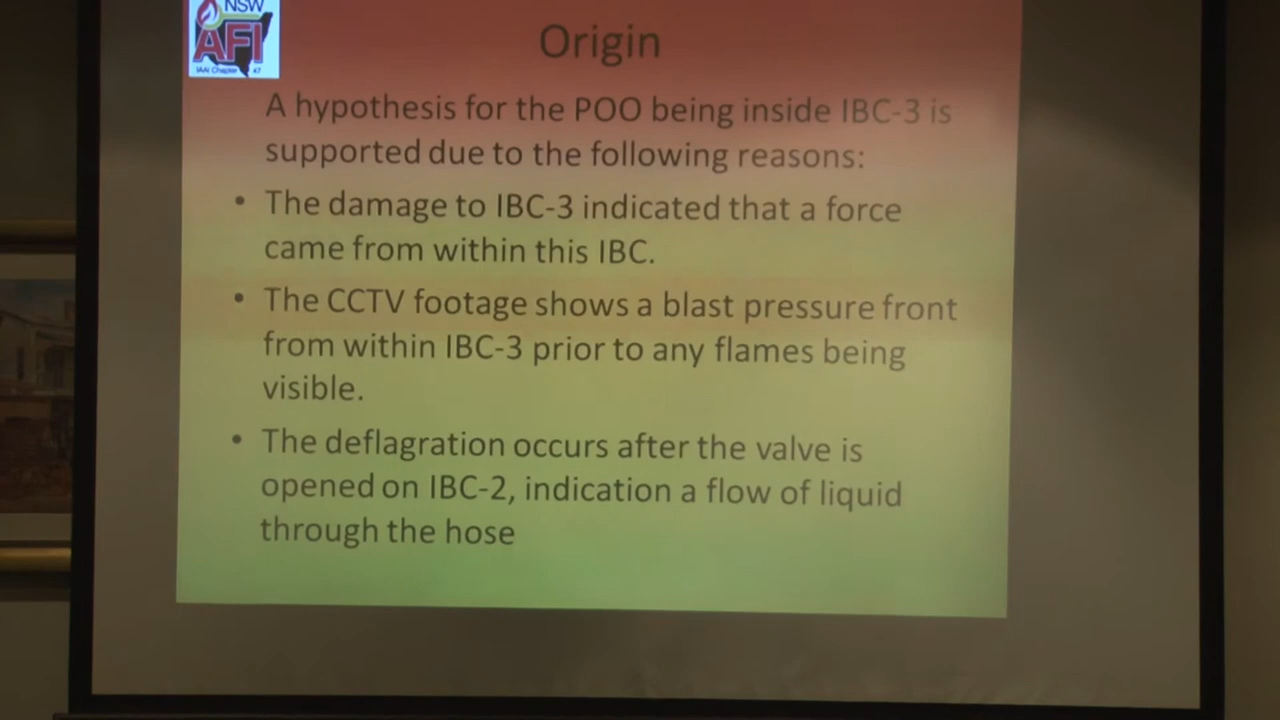 NSW
AFI
IAAI Chapter 47
Origin
A hypothesis for the POO being inside IBC-3 is
supported due to the following reasons:
• The damage to IBC-3 indicated that a force
came from within this IBC.
• The CCTV footage shows a blast pressure front
from within IBC-3 prior to any flames being
visible.
• The deflagration occurs after the valve is
opened on IBC-2, indication a flow of liquid
through the hose